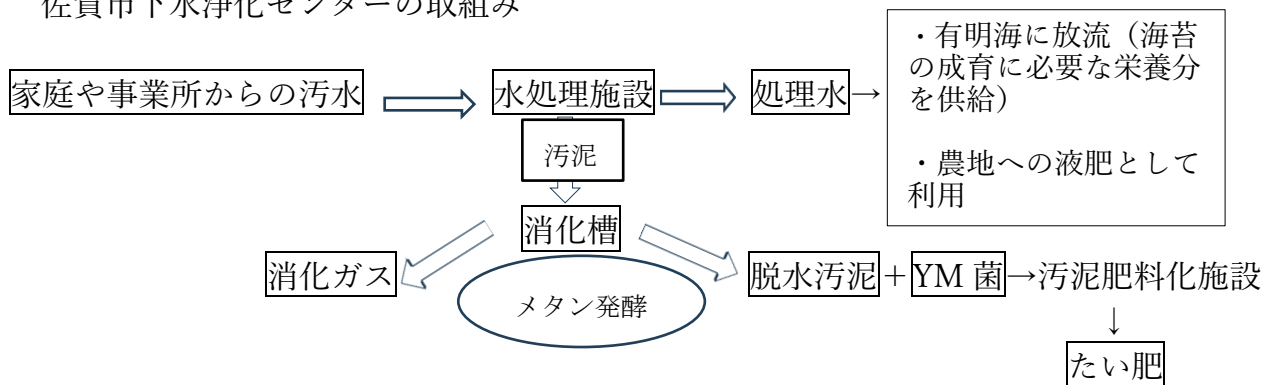 佐賀市下水浄化センターの取組み
家庭や事業所からの汚水
水処理施設
処理水→
・有明海に放流（海苔
の成育に必要な栄養分
を供給）
・農地への液肥として
利用
汚泥
消化槽
消化ガス
メタン発酵
脱水汚泥+YM 菌→汚泥肥料化施設
↓
たい肥